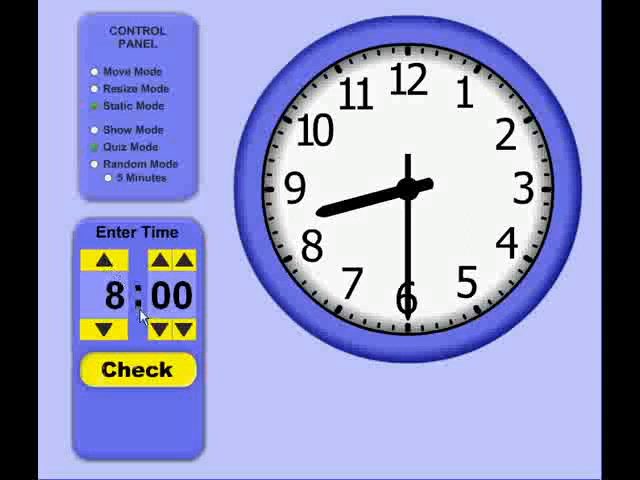 CONTROL
PANEL
Move Mode
Resize Mode
Static Mode
Show Mode
Quiz Mode
Random Mode
5 Minutes
Enter Time
8:00
Check
12
1
2
3
4
5
6
7
8
9
10
11